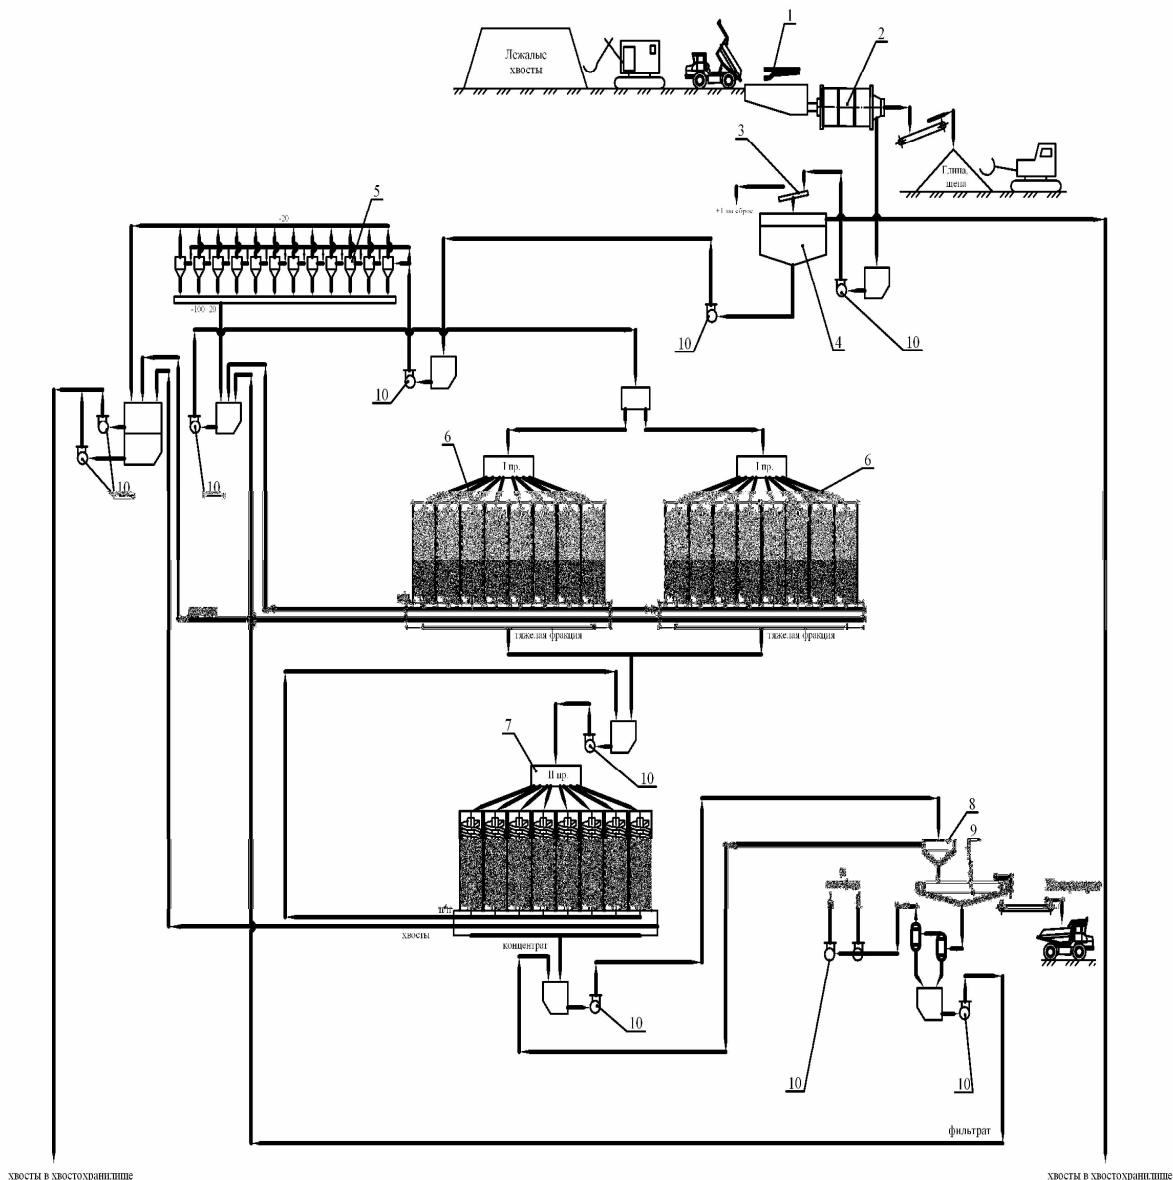 1
2
Лежалые
хвосты
3
Глина,
щепа
+1 мм сброс
5
-20
4
10
10
-100+20
10
10
10
6
6
I пр.
I пр.
тяжелая фракция
тяжелая фракция
7
10
II пр.
8
9
п/п
хвосты
концентрат
10
10
10
фильтрат
хвосты в хвостохранилище
хвосты в хвостохранилище